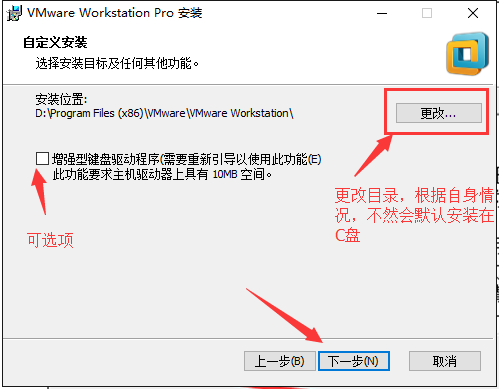 VMware Workstation Pro 安装
自定义安装
选择安装目标及任何其他功能。
安装位置:
D:\Program Files (x86)\VMware\VMware Workstation\
更改...
增强型键盘驱动程序(需要重新引导以使用此功能(E)
此功能要求主机驱动器上具有 10MB 空间。
更改目录，根据自身情
况，不然会默认安装在
C盘
可选项
上一步(B)
下一步(N)
取消